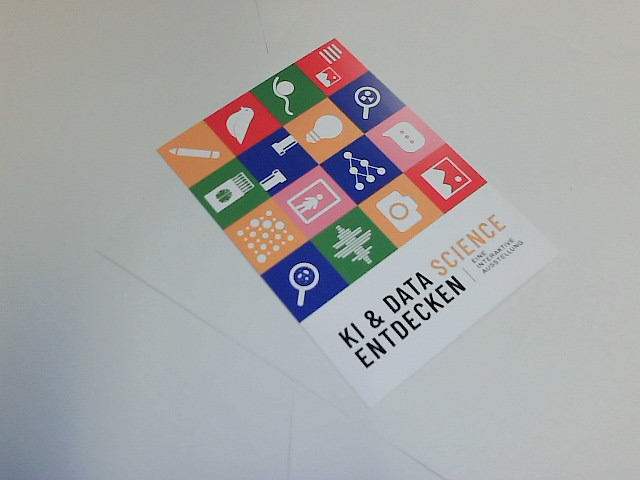 KI & DATA SCIENCE
ENTDECKEN
EINE
INTERAKTIVE
AUSSTELLUNG